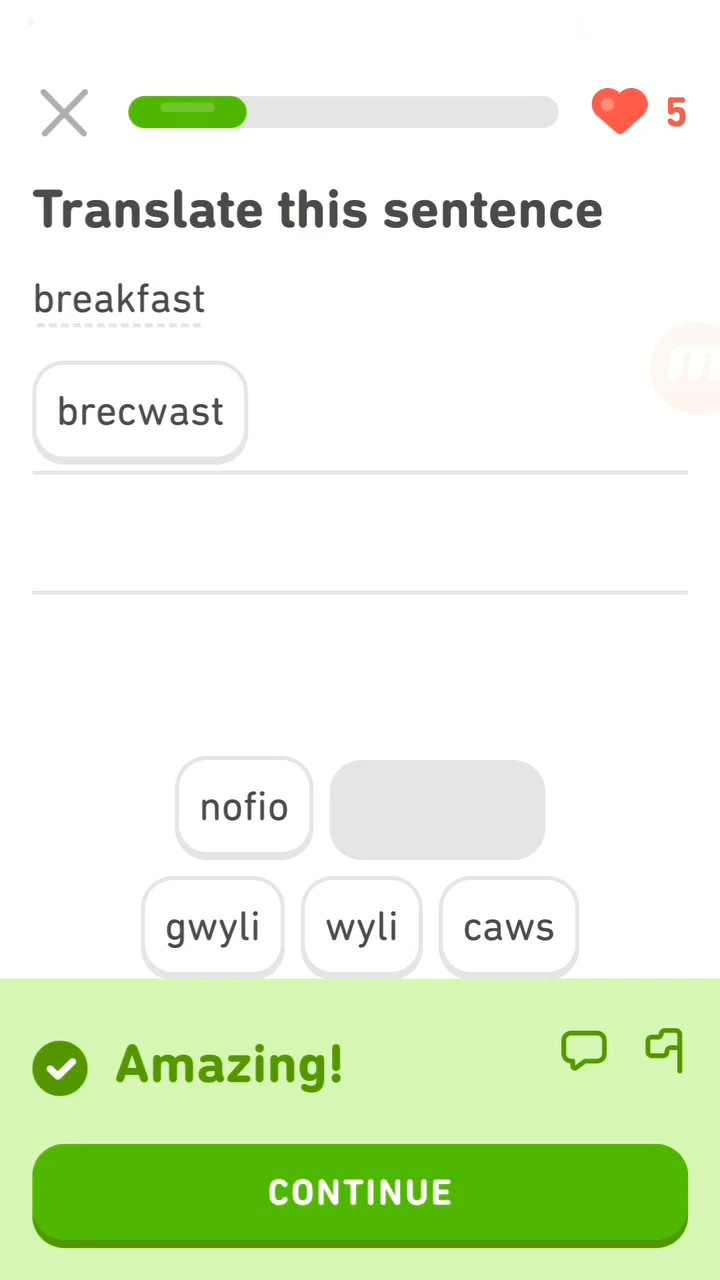 5
Translate this sentence
breakfast
brecwast
nofio
gwyli wyli caws
Amazing!
CONTINUE